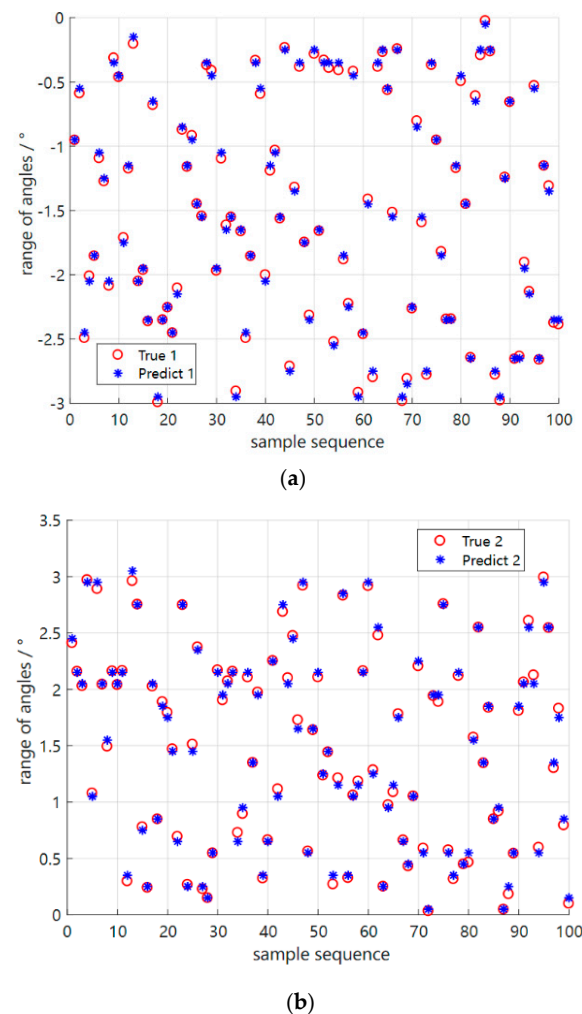 0
-0.5
-1
-1.5
-2
-2.5
-3
range of angles / °
True 1
Predict 1
0 10 20 30 40 50 60 70 80 90 100
sample sequence
(a)
3.5
3
2.5
2
1.5
1
0.5
0
range of angles / °
True 2
Predict 2
0 10 20 30 40 50 60 70 80 90 100
sample sequence
(b)